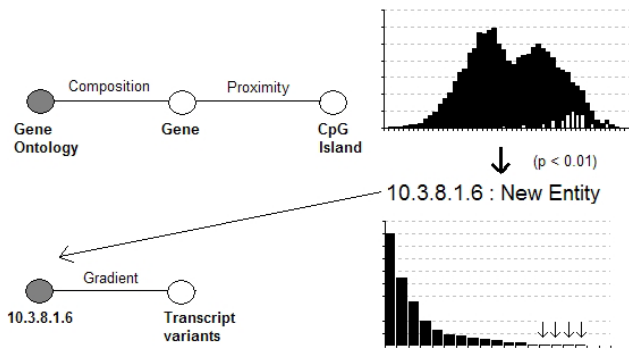 Composition
Proximity
Gene
Ontology
Gene
CpG
Island
(p < 0.01)
10.3.8.1.6 : New Entity
Gradient
10.3.8.1.6
Transcript
variants